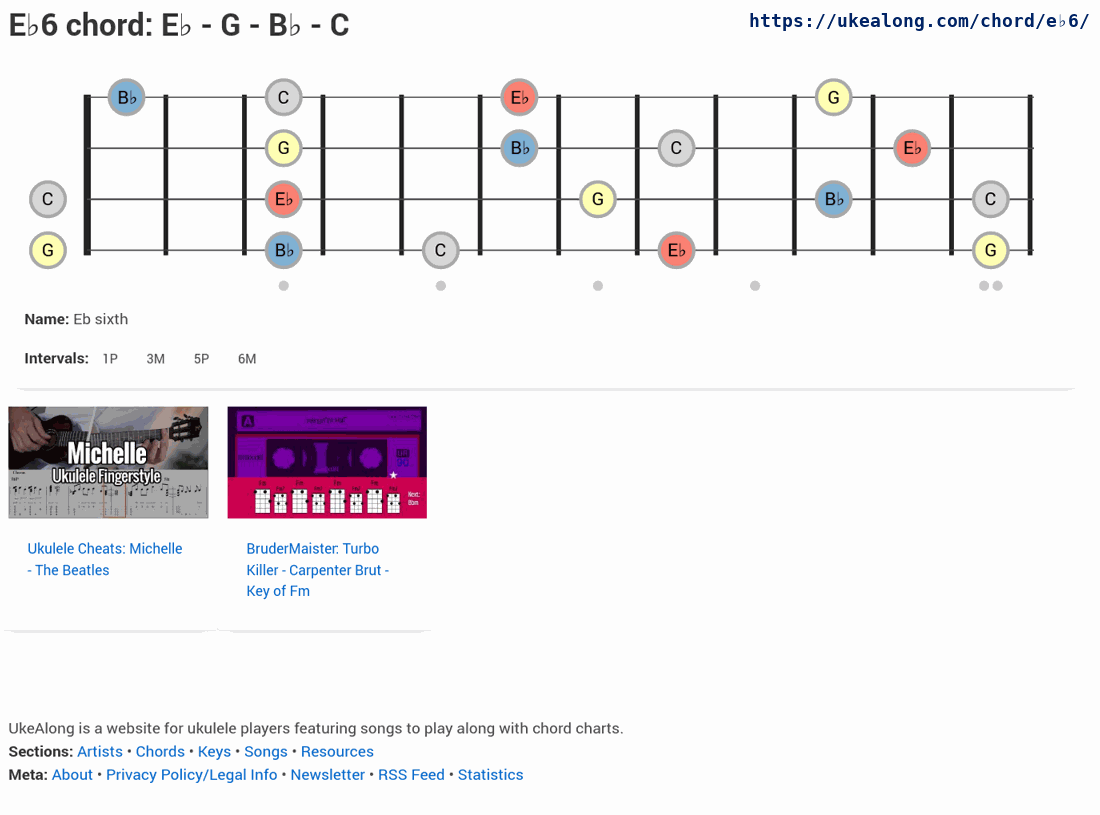 E♭6 chord: E♭ - G - B♭ - C
https://ukealong.com/chord/e♭6/
B♭ C E♭ G
G B♭ C E♭
C E♭ G B♭ C
G B♭ C E♭ G
Name: Eb sixth
Intervals: 1P 3M 5P 6M
Michelle
Ukulele Fingerstyle
A
Next:
Ukulele Cheats: Michelle
- The Beatles
BruderMaister: Turbo
Killer - Carpenter Brut -
Key of Fm
UkeAlong is a website for ukulele players featuring songs to play along with chord charts.
Sections: Artists • Chords • Keys • Songs • Resources
Meta: About • Privacy Policy/Legal Info • Newsletter • RSS Feed • Statistics